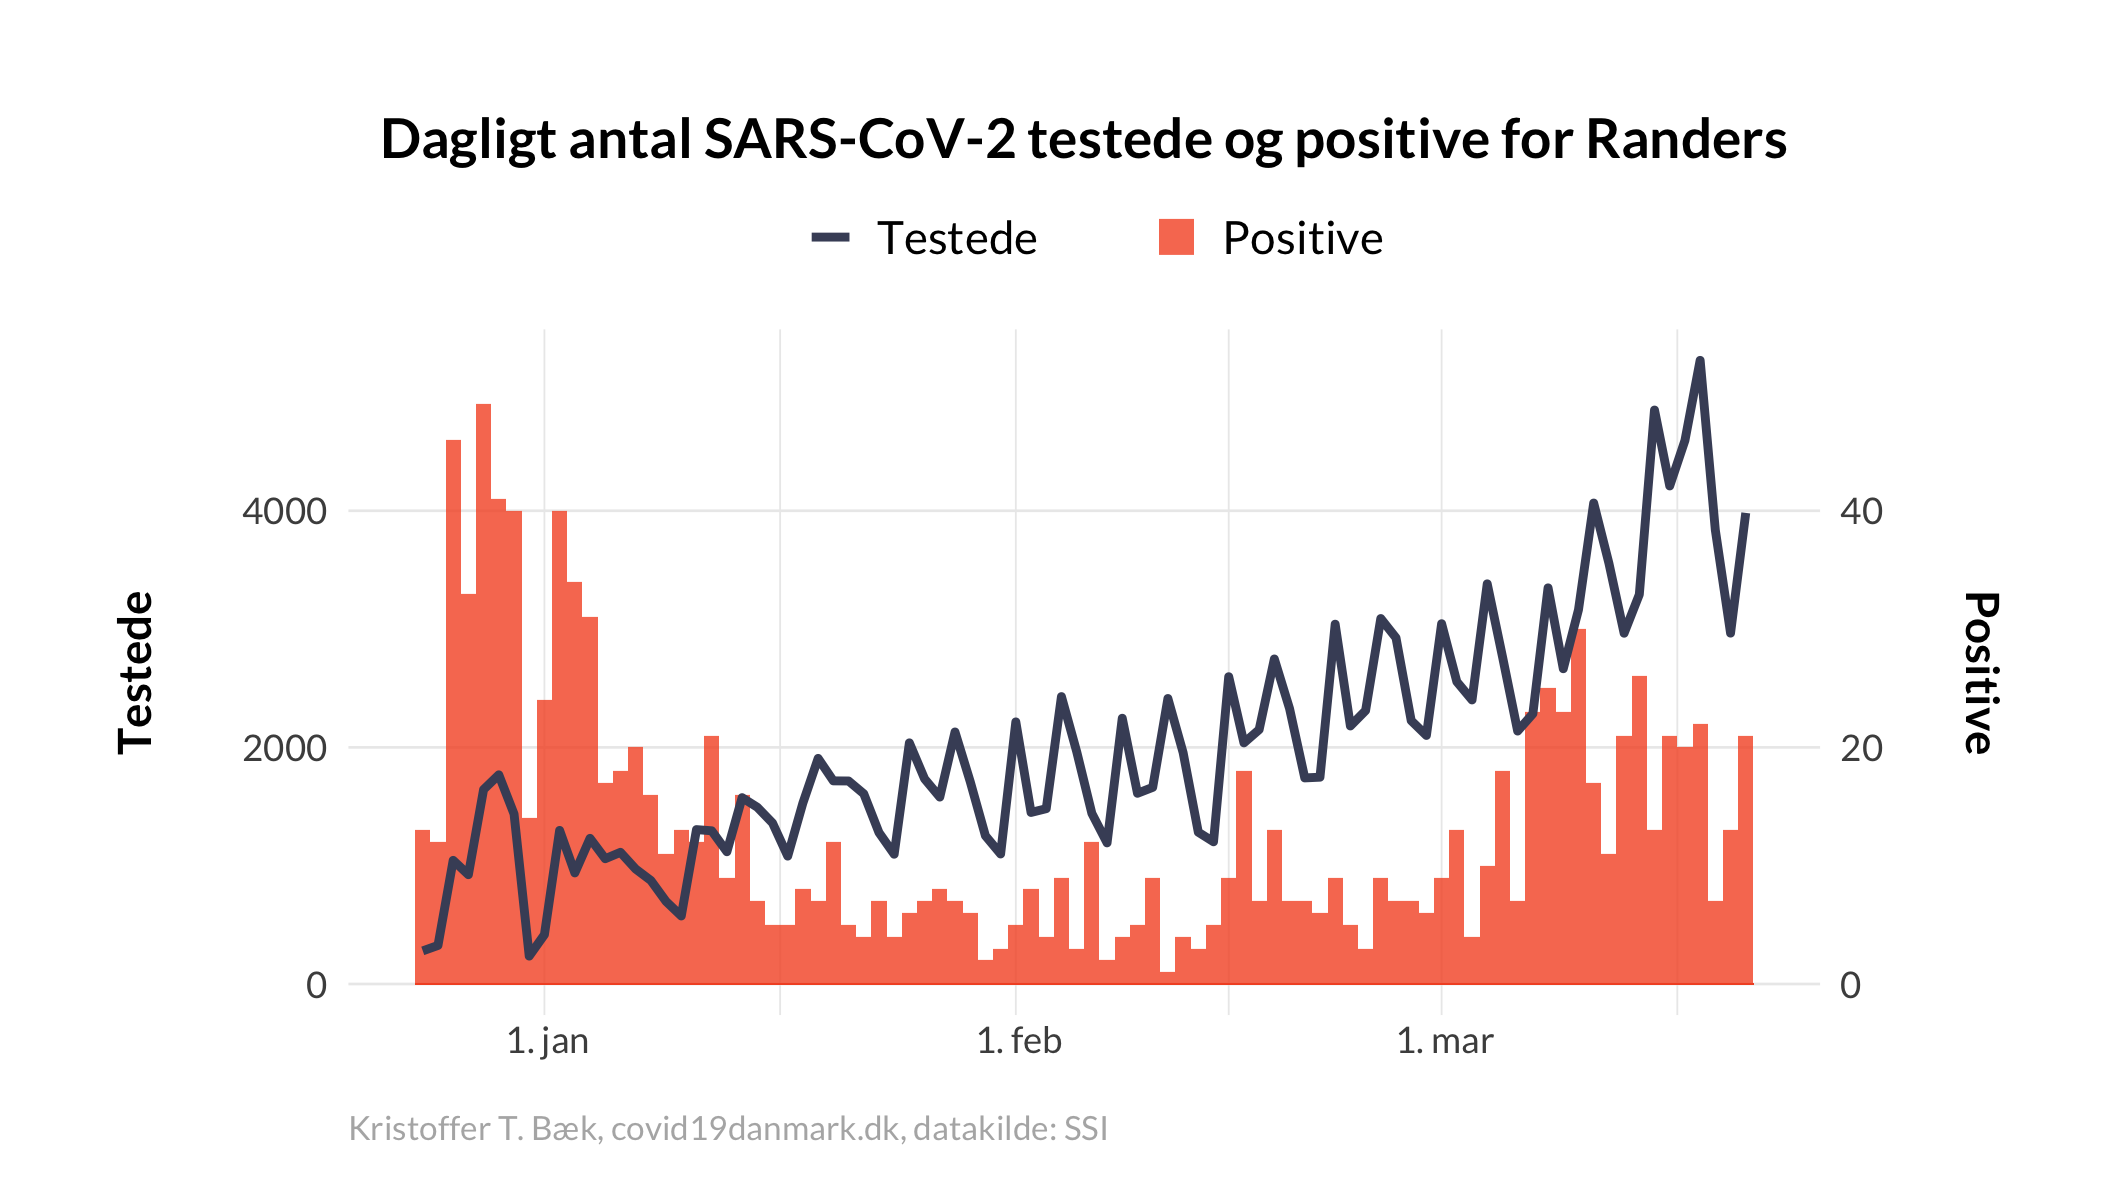 Dagligt antal SARS-CoV-2 testede og positive for Randers
Testede
Positive
Testede
4000
2000
0
40
20
0
Positive
1. jan
1. feb
1. mar
Kristoffer T. Bæk, covid19danmark.dk, datakilde: SSI